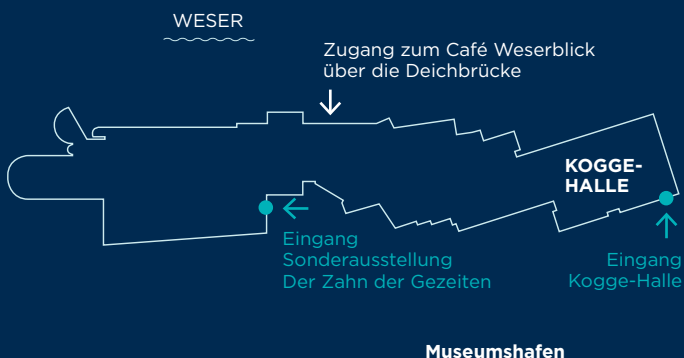 WESER
Zugang zum Café Weserblick
über die Deichbrücke
KOGGE-
HALLE
Eingang
Sonderausstellung
Der Zahn der Gezeiten
Eingang
Kogge-Halle
Museumshafen